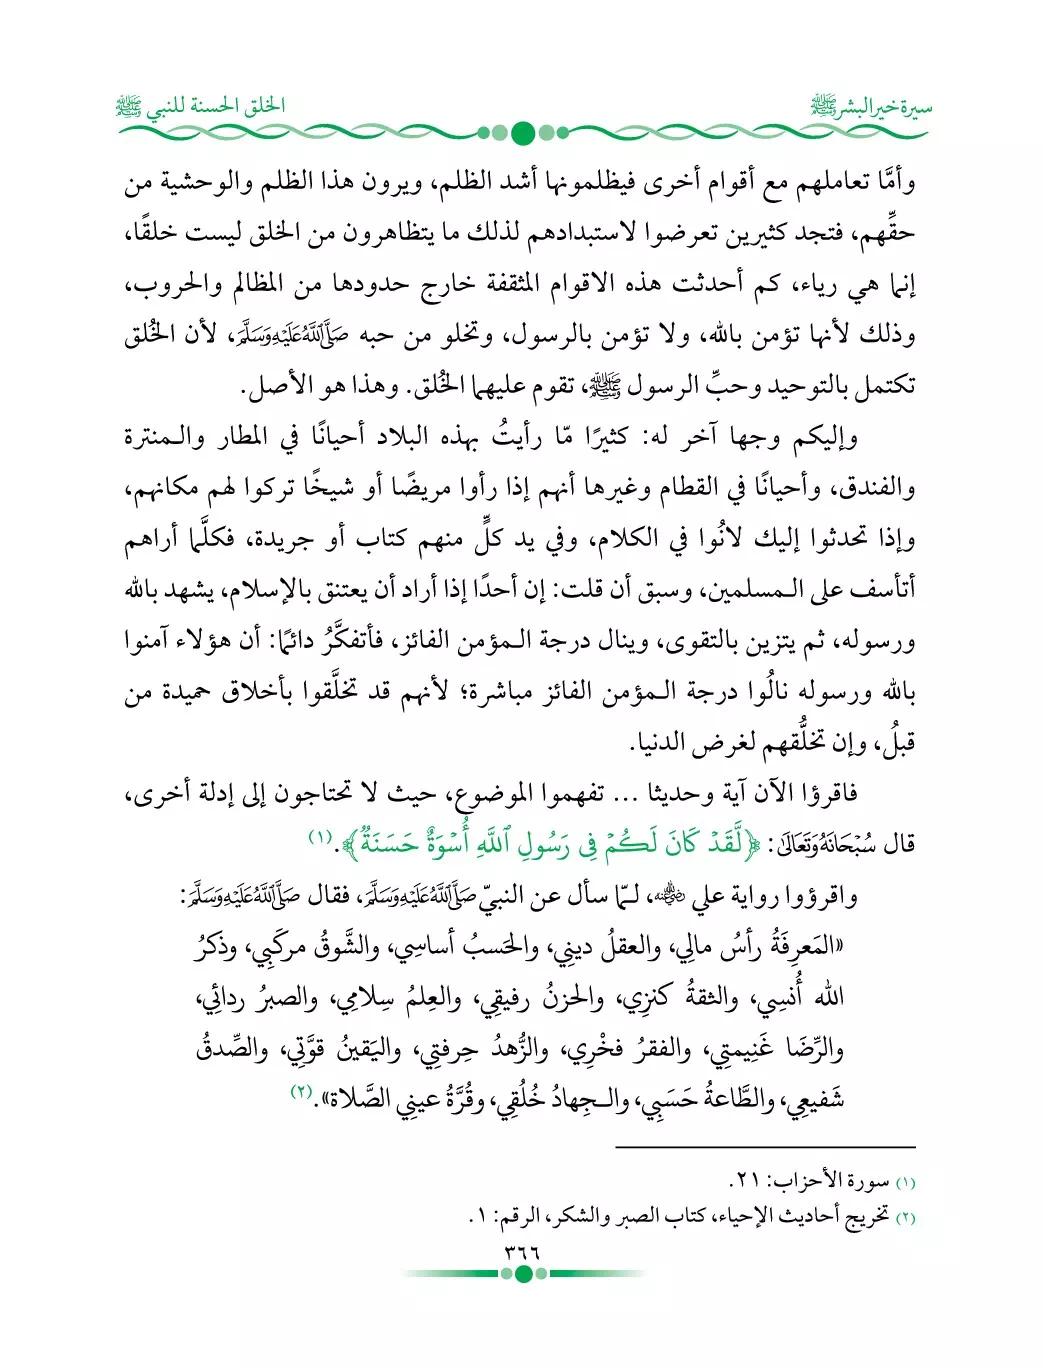 سيرة خير البشر ﷺ
الخلق الحسنة للنبي ﷺ
وأمَّا تعاملهم مع أقوام أخرى فيظلمونها أشد الظلم، ويرون هذا الظلم والوحشية من
حقِّهم، فتجد كثيرين تعرضوا لاستبدادهم لذلك ما يتظاهرون من الخلق ليست خلقًا،
إنما هي رياء، كم أحدثت هذه الاقوام المثقفة خارج حدودها من المظالم والحروب،
وذلك لأنها تؤمن بالله، ولا تؤمن بالرسول، وتخلو من حبه صَلَّى اللَّهُ عَلَيْهِ وَسَلَّمَ، لأن الخُلق
تكتمل بالتوحيد وحبِّ الرسول ﷺ، تقوم عليهما الخُلق. وهذا هو الأصل.
وإليكم وجها آخر له: كثيرًا مّا رأيتُ بهذه البلاد أحيانًا في المطار والـمنترة
والفندق، وأحيانًا في القطام وغيرها أنهم إذا رأوا مريضًا أو شيخًا تركوا لهم مكانهم،
وإذا تحدثوا إليك لانُوا في الكلام، وفي يد كلٍّ منهم كتاب أو جريدة، فكلَّما أراهم
أتأسف على الـمسلمين، وسبق أن قلت: إن أحدًا إذا أراد أن يعتنق بالإسلام، يشهد بالله
ورسوله، ثم يتزين بالتقوى، وينال درجة الـمؤمن الفائز، فأتفكَّرُ دائمًا: أن هؤلاء آمنوا
بالله ورسوله نالُوا درجة الـمؤمن الفائز مباشرة؛ لأنهم قد تخلَّقوا بأخلاق حميدة من
قبلُ، وإن تخلُّقهم لغرض الدنيا.
فاقرؤا الآن آية وحديثا ... تفهموا الموضوع، حيث لا تحتاجون إلى إدلة أخرى،
قال سُبْحَانَهُ وَتَعَالَى: ﴿لَّقَدۡ كَانَ لَكُمۡ فِي رَسُولِ ٱللَّهِ أُسۡوَةٌ حَسَنَةٌ﴾.(١)
واقرؤوا رواية علي رضي الله عنه، لـمّا سأل عن النبيّ صَلَّى اللَّهُ عَلَيْهِ وَسَلَّمَ، فقال صَلَّى اللَّهُ عَلَيْهِ وَسَلَّمَ:
«المَعرِفَةُ رأسُ مالِي، والعقلُ ديني، والحَسبُ أساسِي، والشَّوقُ مركَبِي، وذكرُ
الله أُنسِي، والثقةُ كنزِي، والحزنُ رفيقِي، والعِلمُ سِلامِي، والصبرُ ردائِي،
والرِّضَا غَنِيمتِي، والفقرُ فخْرِي، والزُّهدُ حِرفتِي، واليَقينُ قوَّتِي، والصِّدقُ
شَفيعِي، والطَّاعةُ حَسَبِي، والـجِهادُ خُلُقِي، وقُرَّةُ عينِي الصَّلاة».(٢)
(١) سورة الأحزاب: ٢١.
(٢) تخريج أحاديث الإحياء، كتاب الصبر والشكر، الرقم: ١.
٣٦٦